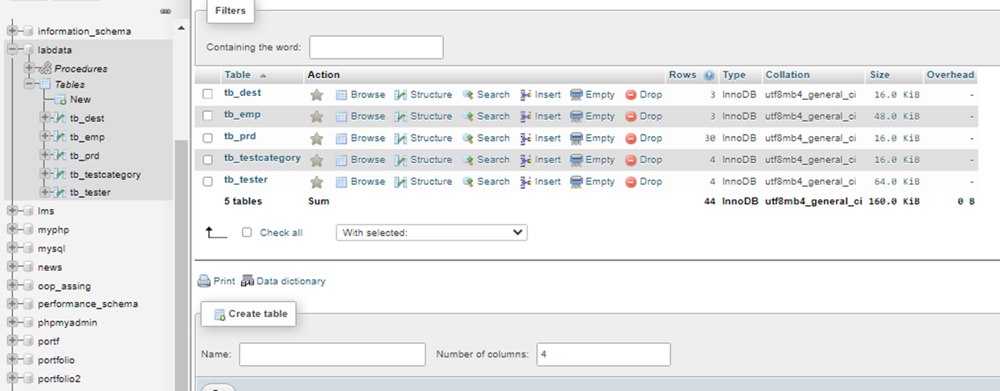 information_schema
labdata
Procedures
Tables
New
tb_dest
tb_emp
tb_prd
tb_testcategory
tb_tester
lms
myphp
mysql
news
oop_assing
performance_schema
phpmyadmin
portf
portfolio
portfolio2
Filters
Containing the word:
Table Action Rows Type Collation Size Overhead
tb_dest Browse Structure Search Insert Empty Drop 3 InnoDB utf8mb4_general_ci 16.0 KiB -
tb_emp Browse Structure Search Insert Empty Drop 3 InnoDB utf8mb4_general_ci 48.0 KiB -
tb_prd Browse Structure Search Insert Empty Drop 30 InnoDB utf8mb4_general_ci 16.0 KiB -
tb_testcategory Browse Structure Search Insert Empty Drop 4 InnoDB utf8mb4_general_ci 16.0 KiB -
tb_tester Browse Structure Search Insert Empty Drop 4 InnoDB utf8mb4_general_ci 64.0 KiB -
5 tables Sum 44 InnoDB utf8mb4_general_ci 160.0 KiB 0 B
Check all With selected:
Print Data dictionary
Create table
Name: Number of columns: 4